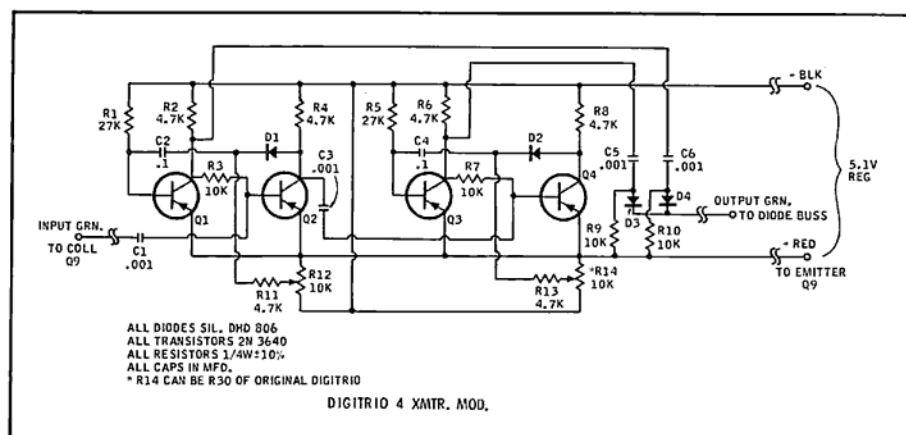 - BLK
R1
27K
R2
4.7K
R4
4.7K
R5
27K
R6
4.7K
R8
4.7K
C2
.1
D1
C3
.001
C4
.1
D2
C5
.001
C6
.001
5.1V
REG
R3
10K
R7
10K
Q1
Q2
Q3
Q4
D3
D4
OUTPUT GRN.
TO DIODE BUSS
INPUT GRN.
TO COLL
Q9
C1
.001
R9
10K
R10
10K
- RED
TO EMITTER
Q9
R11
4.7K
R12
10K
R13
4.7K
*R14
10K
ALL DIODES SIL. DHD 806
ALL TRANSISTORS 2N 3640
ALL RESISTORS 1/4W±10%
ALL CAPS IN MFD.
* R14 CAN BE R30 OF ORIGINAL DIGITRIO
DIGITRIO 4 XMTR. MOD.